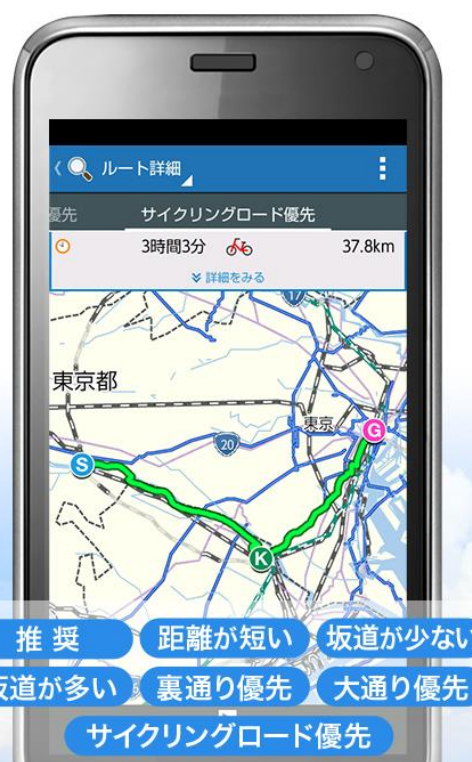 ルート詳細
優先 サイクリングロード優先
3時間3分 37.8km
詳細をみる
17
東京都
東京
G
20
S
K
推奨 距離が短い 坂道が少ない
坂道が多い 裏通り優先 大通り優先
サイクリングロード優先